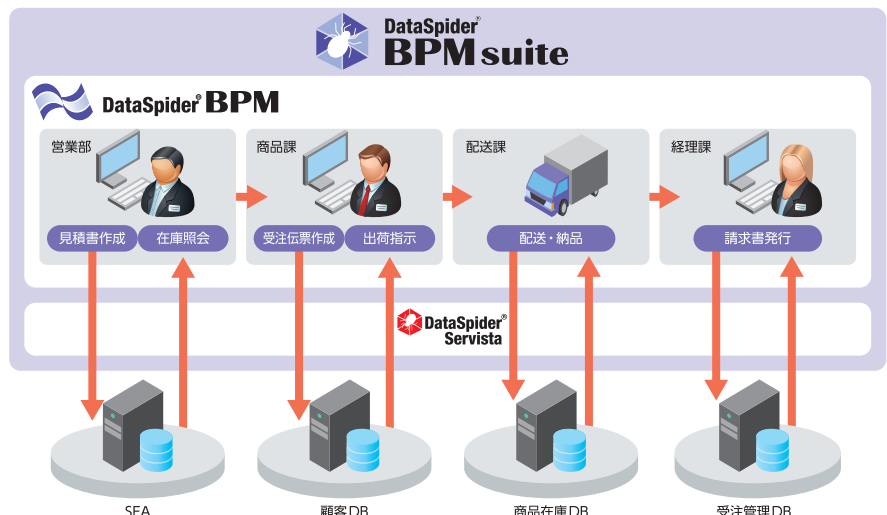 DataSpider®
BPM suite
DataSpider® BPM
営業部
商品課
配送課
経理課
見積書作成
在庫照会
受注伝票作成
出荷指示
配送・納品
請求書発行
DataSpider®
Servista
SFA
顧客DB
商品在庫DB
受注管理DB